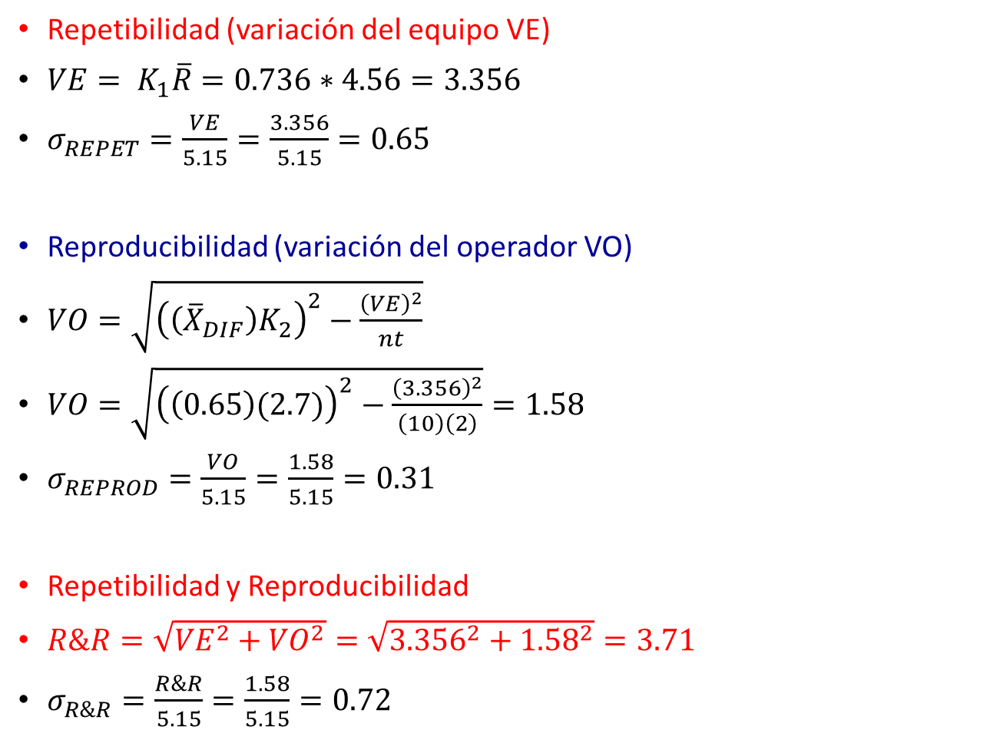 • Repetibilidad (variación del equipo VE)
• $VE = K_1\bar{R} = 0.736 * 4.56 = 3.356$
• $\sigma_{REPET} = \frac{VE}{5.15} = \frac{3.356}{5.15} = 0.65$
• Reproducibilidad (variación del operador VO)
• $VO = \sqrt{\left((\bar{X}_{DIF})K_2\right)^2 - \frac{(VE)^2}{nt}}$
• $VO = \sqrt{\left((0.65)(2.7)\right)^2 - \frac{(3.356)^2}{(10)(2)}} = 1.58$
• $\sigma_{REPROD} = \frac{VO}{5.15} = \frac{1.58}{5.15} = 0.31$
• Repetibilidad y Reproducibilidad
• $R\&R = \sqrt{VE^2 + VO^2} = \sqrt{3.356^2 + 1.58^2} = 3.71$
• $\sigma_{R\&R} = \frac{R\&R}{5.15} = \frac{1.58}{5.15} = 0.72$